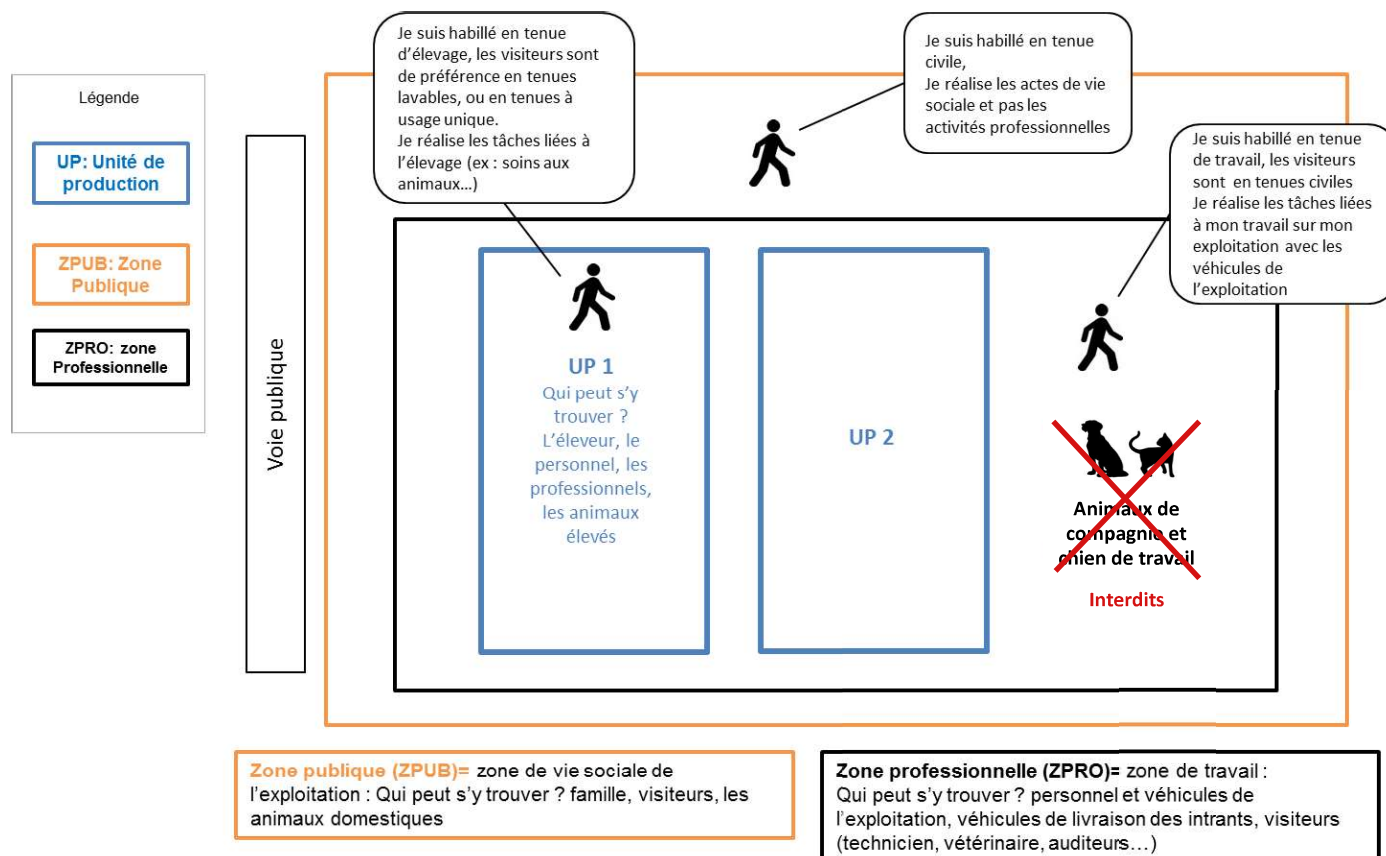 Légende
UP: Unité de
production
ZPUB: Zone
Publique
ZPRO: zone
Professionnelle
Voie publique
Je suis habillé en tenue
d'élevage, les visiteurs sont
de préférence en tenues
lavables, ou en tenues à
usage unique.
Je réalise les tâches liées à
l'élevage (ex : soins aux
animaux…)
Je suis habillé en tenue
civile,
Je réalise les actes de vie
sociale et pas les
activités professionnelles
Je suis habillé en tenue
de travail, les visiteurs
sont en tenues civiles
Je réalise les tâches liées
à mon travail sur mon
exploitation avec les
véhicules de
l'exploitation
UP 1
Qui peut s'y
trouver ?
L'éleveur, le
personnel, les
professionnels,
les animaux
élevés
UP 2
Animaux de
compagnie et
chien de travail
Interdits
Zone publique (ZPUB)= zone de vie sociale de
l'exploitation : Qui peut s'y trouver ? famille, visiteurs, les
animaux domestiques
Zone professionnelle (ZPRO)= zone de travail :
Qui peut s'y trouver ? personnel et véhicules de
l'exploitation, véhicules de livraison des intrants, visiteurs
(technicien, vétérinaire, auditeurs…)